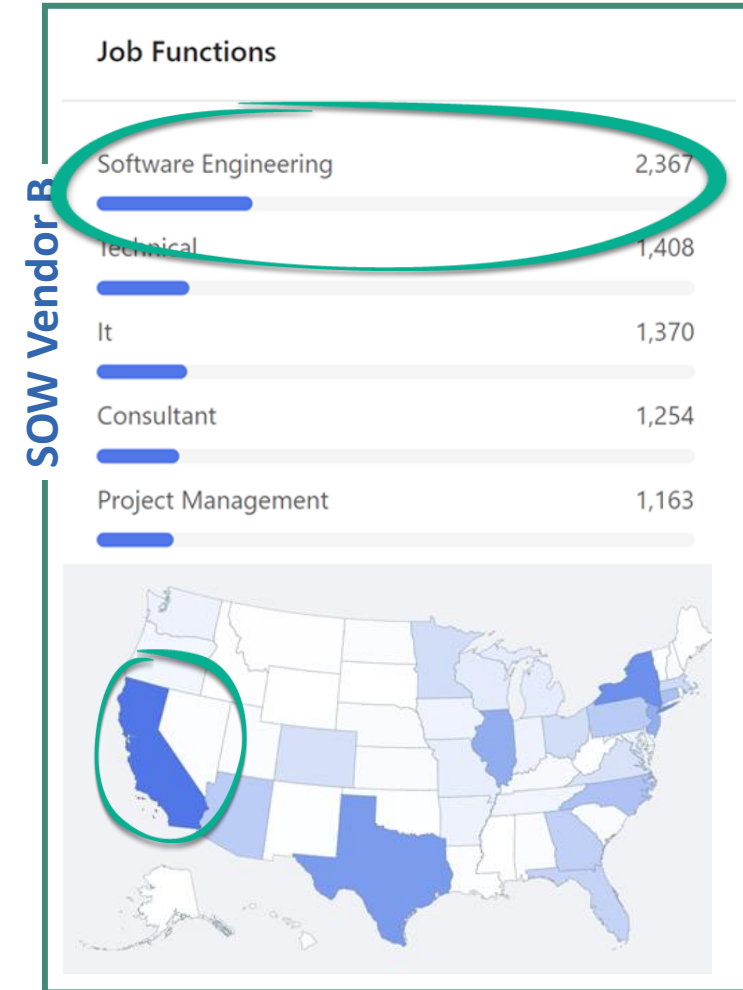 Job Functions
SOW Vendor B
Software Engineering 2,367
Technical 1,408
It 1,370
Consultant 1,254
Project Management 1,163